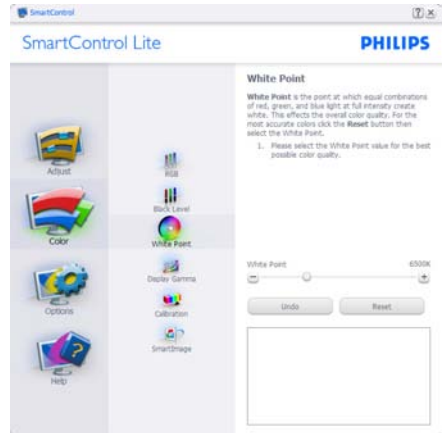 SmartControl
SmartControl Lite
PHILIPS
Adjust
Color
Options
Help
RGB
Black Level
White Point
Display Gamma
Calibration
SmartImage
White Point
White Point is the point at which equal combinations
of red, green, and blue light at full intensity create
white. This effects the overall color quality. For the
most accurate colors click the Reset button then
select the White Point.
1. Please select the White Point value for the best
possible color quality.
White Point 6500K
Undo Reset